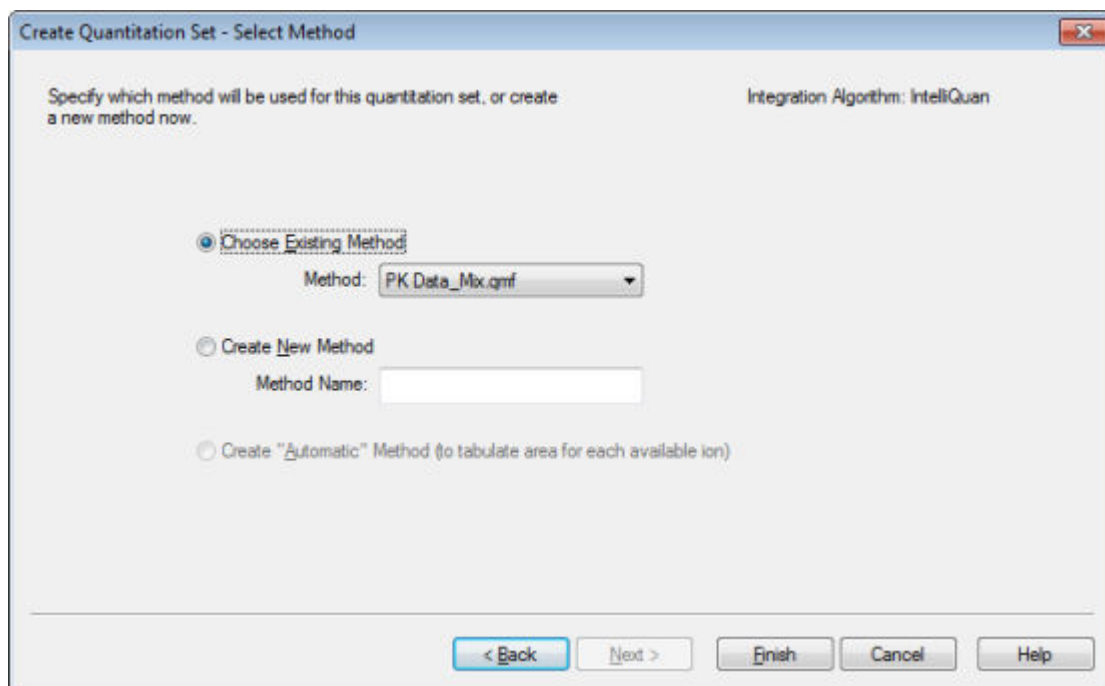 Create Quantitation Set - Select Method
Specify which method will be used for this quantitation set, or create
a new method now.
Integration Algorithm: IntelliQuan
Choose Existing Method
Method: PK Data_Mix.qmf
Create New Method
Method Name:
Create "Automatic" Method (to tabulate area for each available ion)
< Back Next > Finish Cancel Help